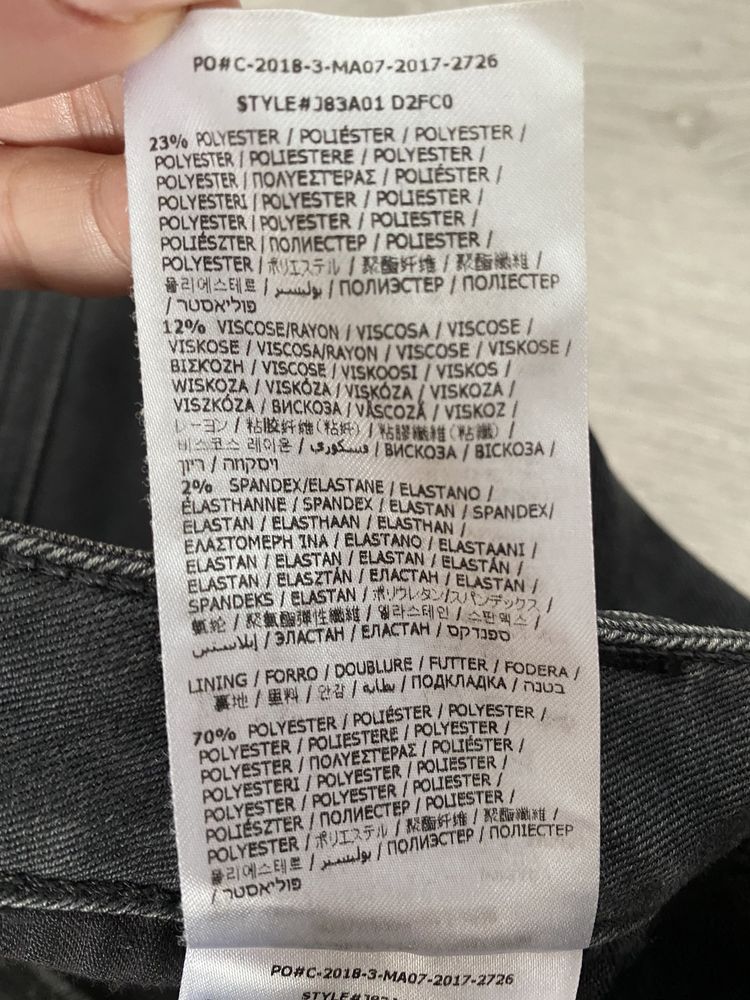 PO#C-2018-3-MA07-2017-2726
STYLE#J83A01 D2FC0
23% POLYESTER / POLIÉSTER / POLYESTER /
POLYESTER / POLIESTERE / POLYESTER /
POLYESTER / ΠΟΛΥΕΣΤΕΡΑΣ / POLIÉSTER /
POLYESTERI / POLYESTER / POLIESTER /
POLYESTER / POLYESTER / POLIESTER /
POLIÉSZTER / ПОЛИЕСТЕР / POLIESTER /
POLYESTER / ポリエステル / 聚酯纤维 / 聚酯纖維 /
폴리에스테르 / بوليستر / ПОЛИЭСТЕР / ПОЛІЕСТЕР
/ פוליאסטר
12% VISCOSE/RAYON / VISCOSA / VISCOSE /
VISKOSE / VISCOSA/RAYON / VISCOSE / VISKOSE /
ΒΙΣΚΟΖΗ / VISCOSE / VISKOOSI / VISKOS /
WISKOZA / VISKÓZA / VISKÓZA / VISKOZA /
VISZKÓZA / ВИСКОЗА / VÂSCOZĂ / VISKOZ /
レーヨン / 粘胶纤维(粘纤) / 粘膠纖維(粘纖) /
비스코스 레이온 / فسكوزي / ВИСКОЗА / ВІСКОЗА /
ויסקוזה / ריון
2% SPANDEX/ELASTANE / ELASTANO /
ÉLASTHANNE / SPANDEX / ELASTAN / SPANDEX/
ELASTAN / ELASTHAAN / ELASTHAN /
ΕΛΑΣΤΟΜΕΡΗ ΊΝΑ / ELASTANO / ELASTAANI /
ELASTAN / ELASTAN / ELASTAN / ELASTÁN /
ELASTAN / ELASZTÁN / ЕЛАСТАН / ELASTAN /
SPANDEKS / ELASTAN / ポリウレタン/スパンデックス /
氨纶 / 聚氨酯彈性纖維 / 엘라스테인 / 스판덱스 /
إيلاستين / ЭЛАСТАН / ЕЛАСТАН / ספנדקס
LINING / FORRO / DOUBLURE / FUTTER / FODERA /
裏地 / 里料 / 안감 / بطانة / ПОДКЛАДКА / בטנה
70% POLYESTER / POLIÉSTER / POLYESTER /
POLYESTER / POLIESTERE / POLYESTER /
POLYESTER / ΠΟΛΥΕΣΤΕΡΑΣ / POLIÉSTER /
POLYESTERI / POLYESTER / POLIESTER /
POLYESTER / POLYESTER / POLIESTER /
POLIÉSZTER / ПОЛИЕСТЕР / POLIESTER /
POLYESTER / ポリエステル / 聚酯纤维 / 聚酯纖維 /
폴리에스테르 / بوليستر / ПОЛИЭСТЕР / ПОЛІЕСТЕР
/ פוליאסטר
PO#C-2018-3-MA07-2017-2726